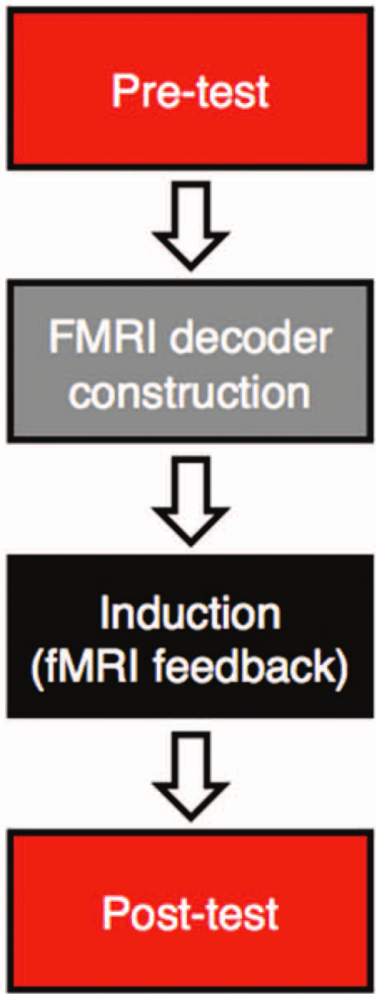 Pre-test
FMRI decoder
construction
Induction
(fMRI feedback)
Post-test